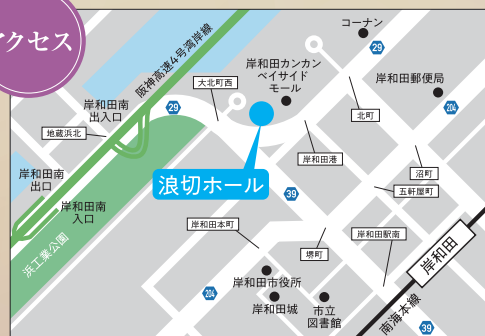 アクセス
コーナン
29
阪神高速4号湾岸線
岸和田カンカン
ベイサイド
モール
岸和田郵便局
大北町西
岸和田南
出入口
29
204
北町
地蔵浜北
岸和田港
沼町
岸和田南
出口
浪切ホール
39
五軒屋町
岸和田南
入口
岸和田本町
岸和田駅南
堺町
浜工業公園
岸和田
岸和田市役所
204
岸和田城
市立
図書館
南海本線
39